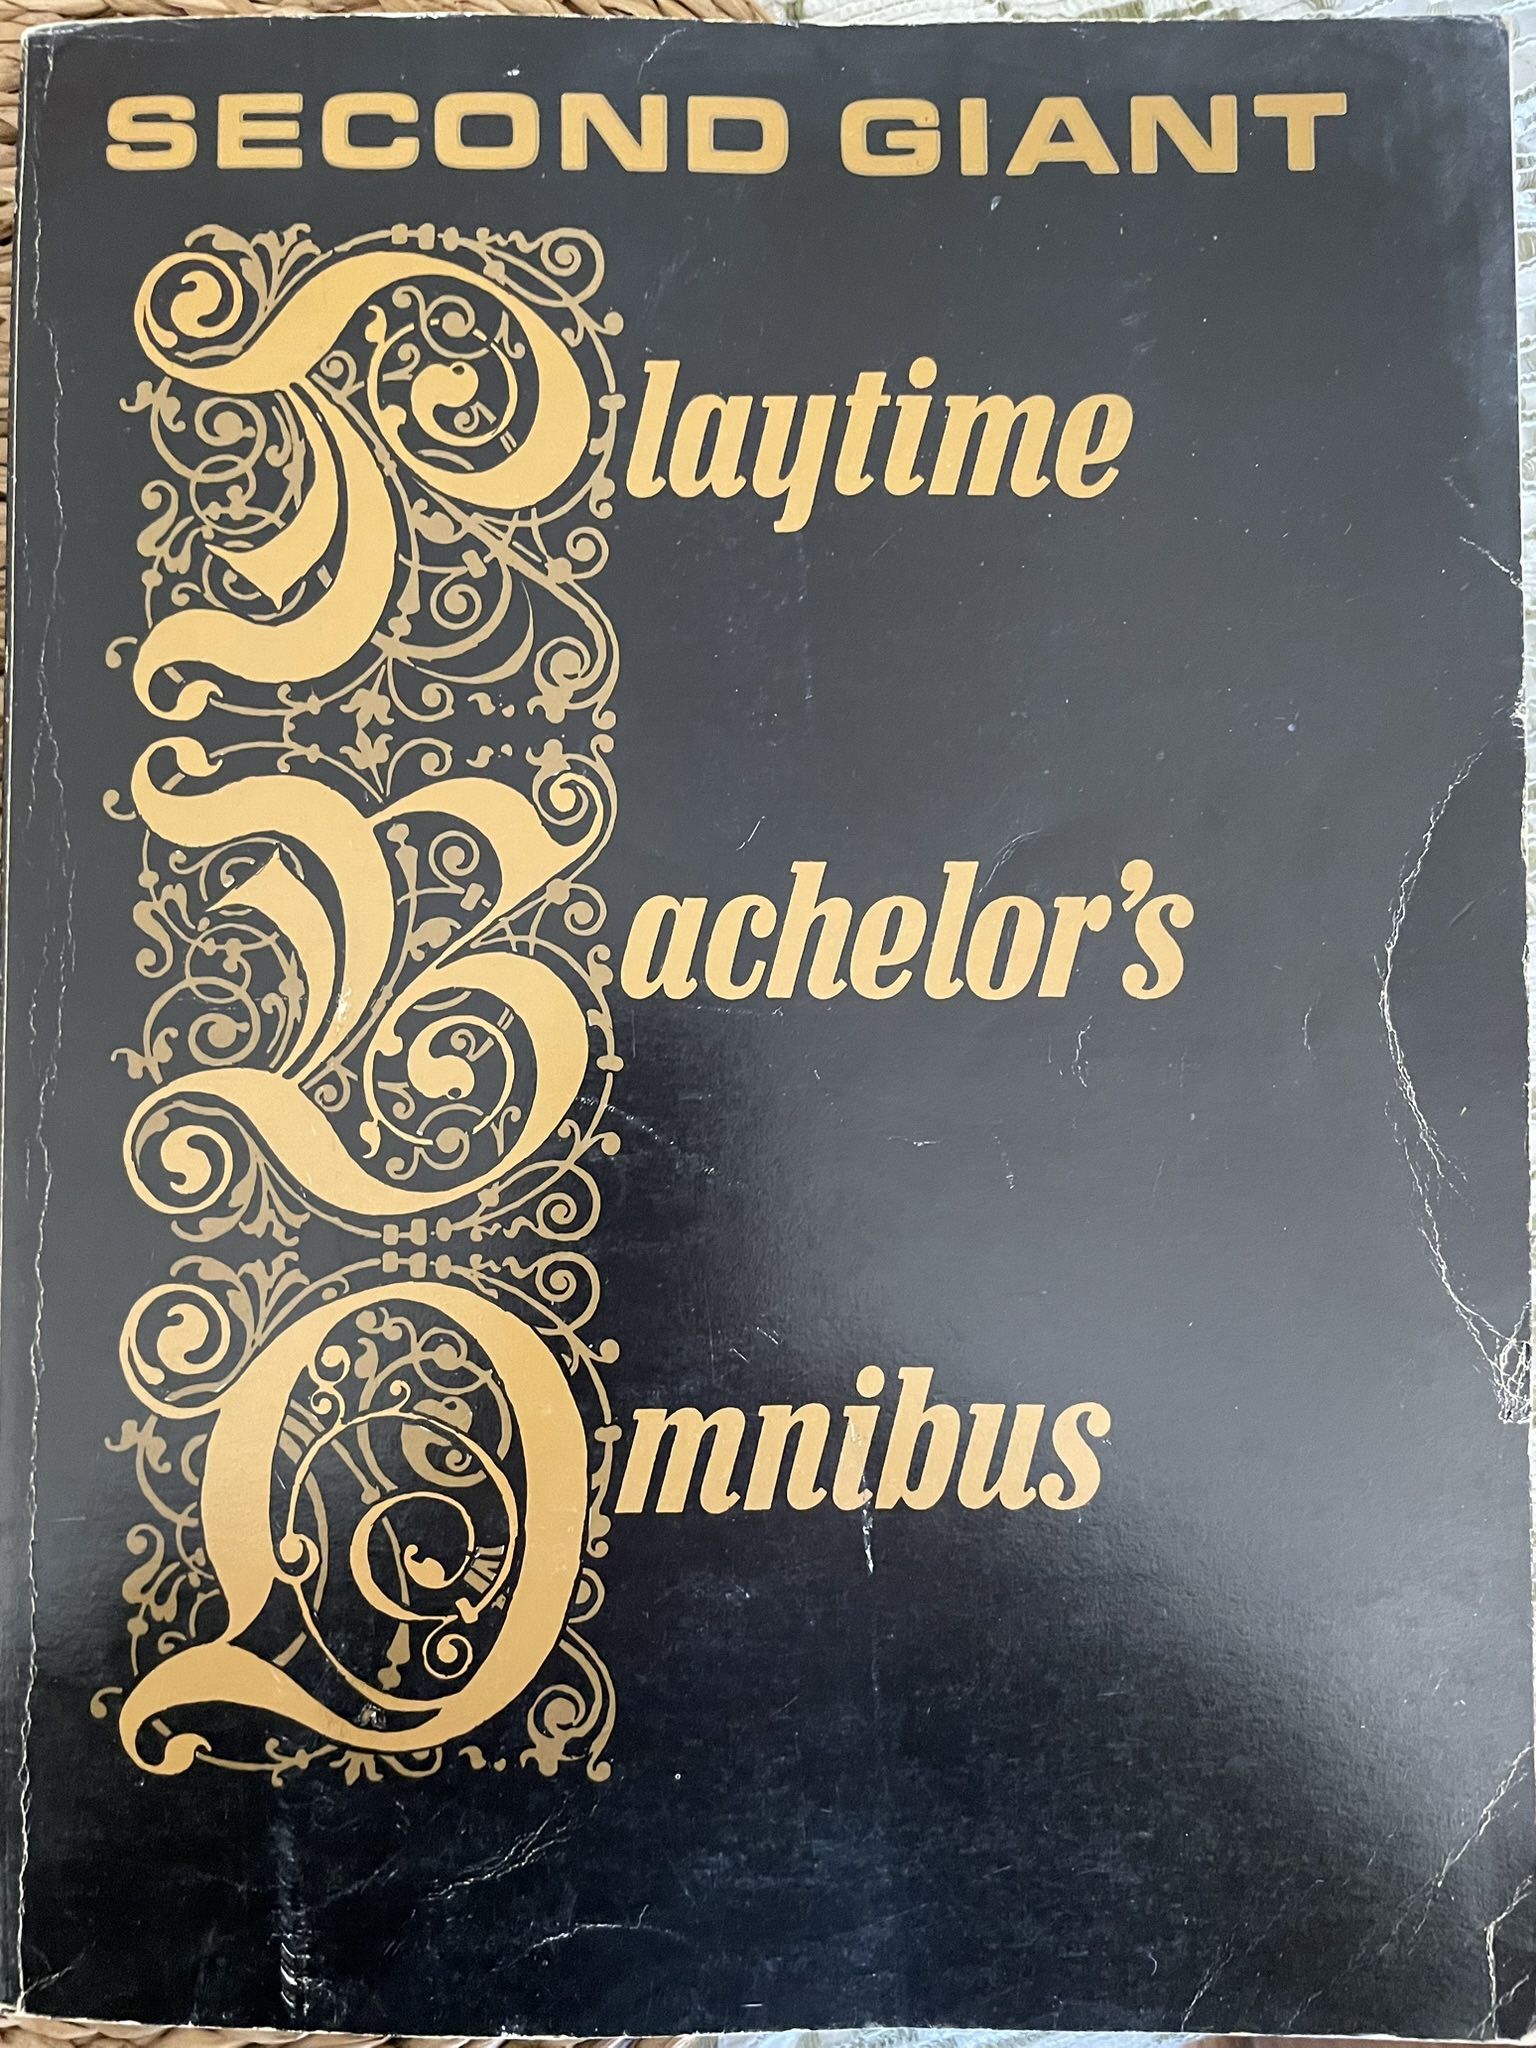 SECOND GIANT
Playtime
Bachelor's
Omnibus